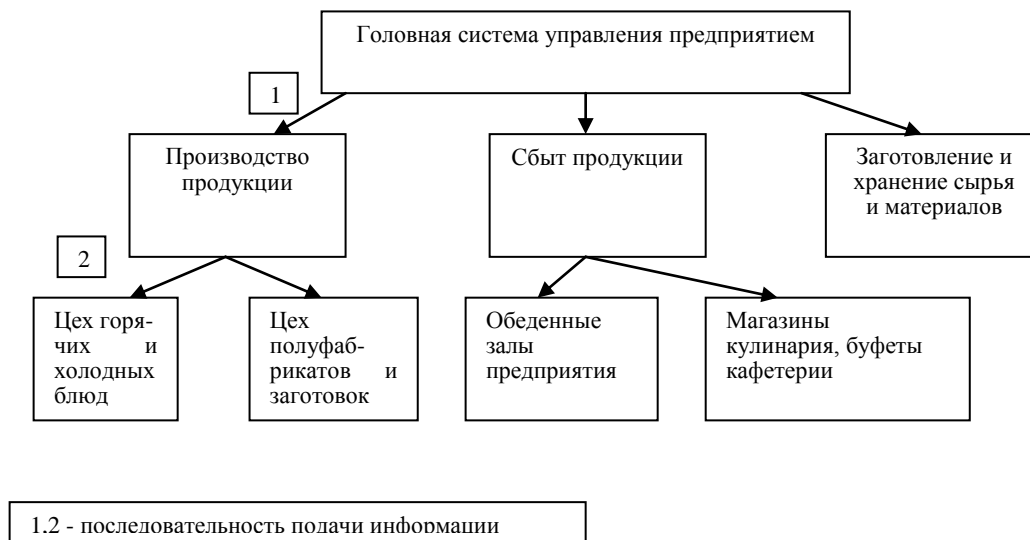 Головная система управления предприятием
1
Производство
продукции
Сбыт продукции
Заготовление и
хранение сырья
и материалов
2
Цех горя-
чих и
холодных
блюд
Цех
полуфаб-
рикатов и
заготовок
Обеденные
залы
предприятия
Магазины
кулинария, буфеты
кафетерии
1,2 - последовательность подачи информации